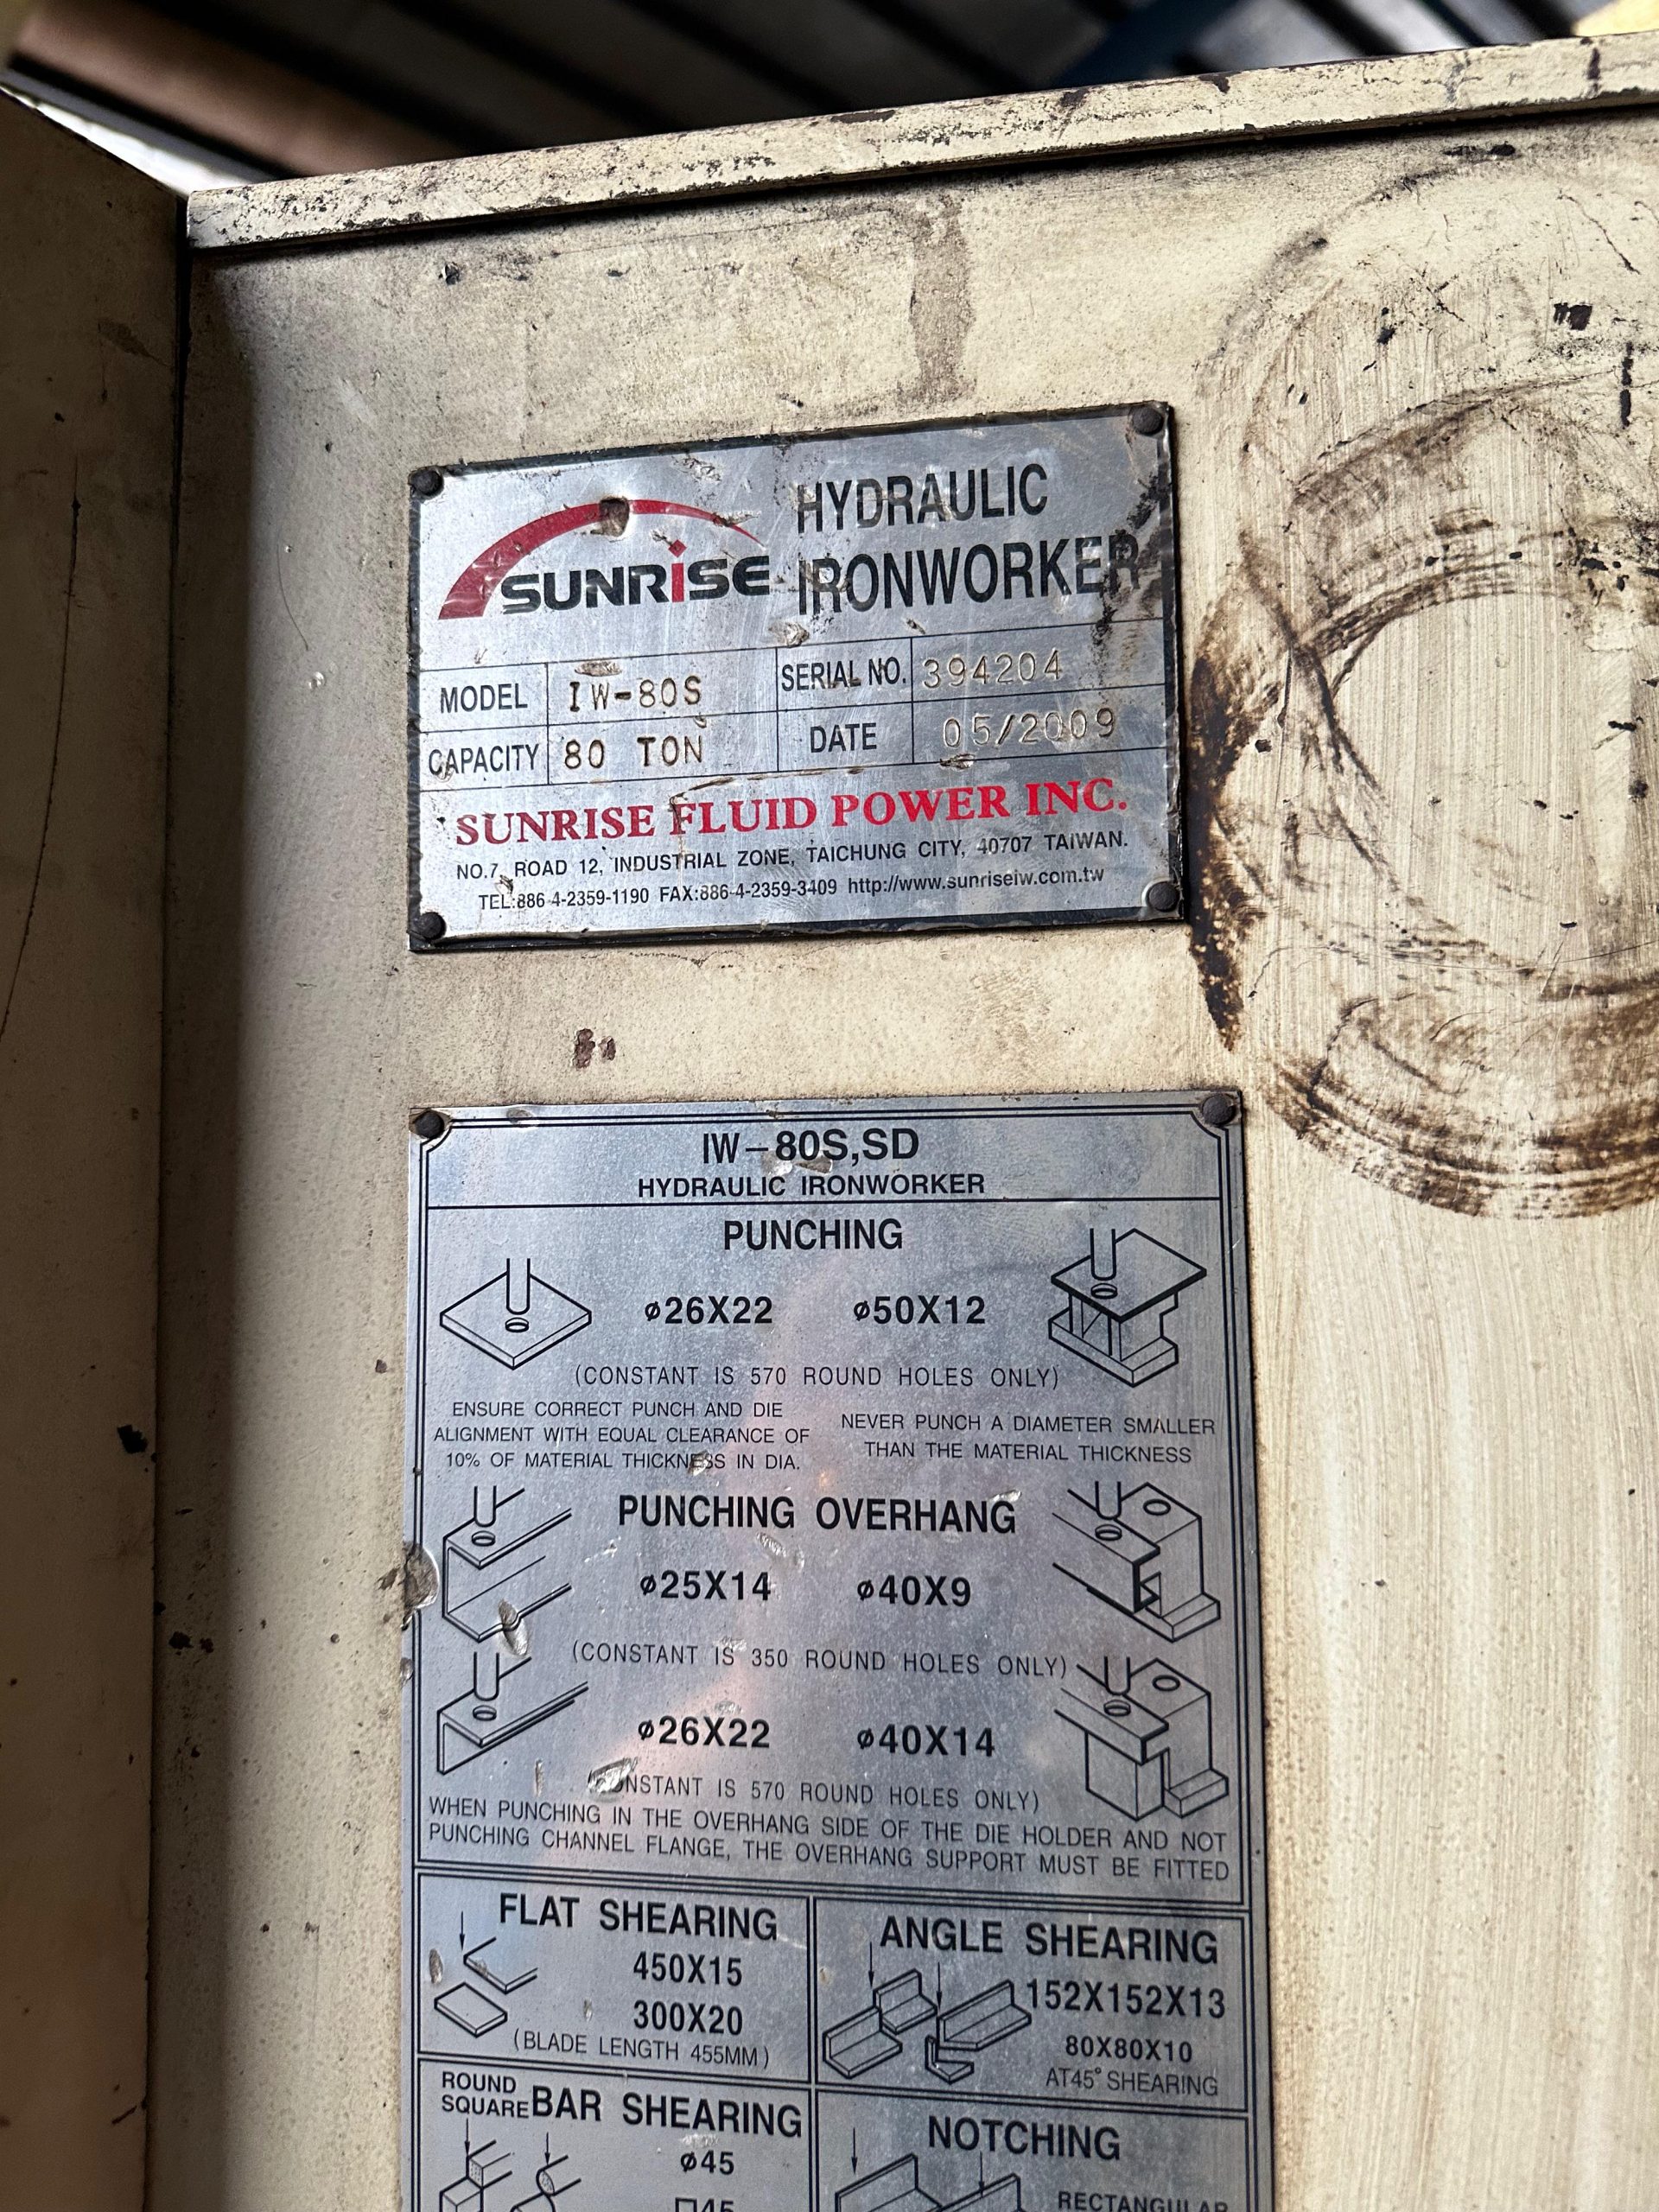 SUNRISE
HYDRAULIC
IRONWORKER
MODEL IW-80S SERIAL NO. 394204
CAPACITY 80 TON DATE 05/2009
SUNRISE FLUID POWER INC.
NO.7, ROAD 12, INDUSTRIAL ZONE, TAICHUNG CITY, 40707 TAIWAN.
TEL:886-4-2359-1190 FAX:886-4-2359-3409 http://www.sunriseiw.com.tw
IW-80S,SD
HYDRAULIC IRONWORKER
PUNCHING
ø26X22 ø50X12
(CONSTANT IS 570 ROUND HOLES ONLY)
ENSURE CORRECT PUNCH AND DIE
ALIGNMENT WITH EQUAL CLEARANCE OF
10% OF MATERIAL THICKNESS IN DIA.
NEVER PUNCH A DIAMETER SMALLER
THAN THE MATERIAL THICKNESS
PUNCHING OVERHANG
ø25X14 ø40X9
(CONSTANT IS 350 ROUND HOLES ONLY)
ø26X22 ø40X14
(CONSTANT IS 570 ROUND HOLES ONLY)
WHEN PUNCHING IN THE OVERHANG SIDE OF THE DIE HOLDER AND NOT
PUNCHING CHANNEL FLANGE, THE OVERHANG SUPPORT MUST BE FITTED
FLAT SHEARING
450X15
300X20
(BLADE LENGTH 455MM)
ANGLE SHEARING
152X152X13
80X80X10
AT45° SHEARING
ROUND
SQUARE BAR SHEARING
ø45
□45
NOTCHING
RECTANGULAR